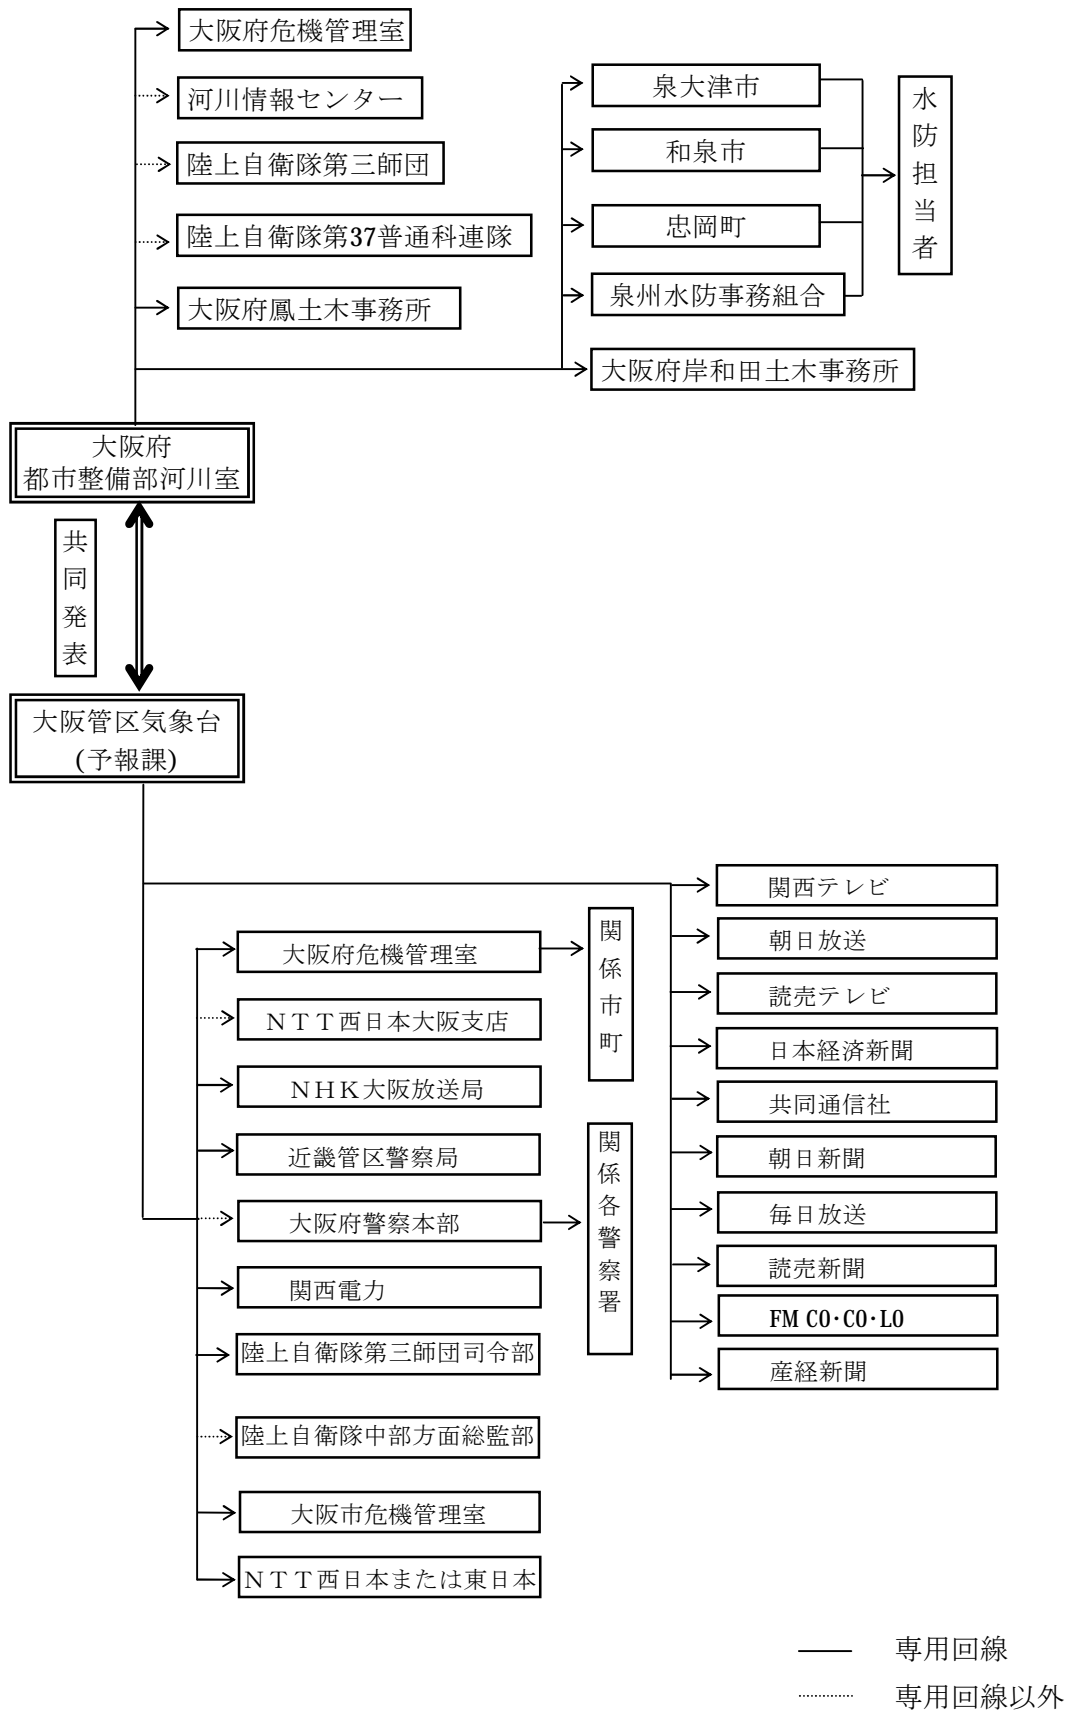 大阪府危機管理室
河川情報センター
陸上自衛隊第三師団
陸上自衛隊第37普通科連隊
大阪府鳳土木事務所
泉大津市
和泉市
忠岡町
泉州水防事務組合
大阪府岸和田土木事務所
水防担当者
大阪府
都市整備部河川室
共同発表
大阪管区気象台
(予報課)
大阪府危機管理室
ＮＴＴ西日本大阪支店
ＮＨＫ大阪放送局
近畿管区警察局
大阪府警察本部
関西電力
陸上自衛隊第三師団司令部
陸上自衛隊中部方面総監部
大阪市危機管理室
ＮＴＴ西日本または東日本
関係市町
関係各警察署
関西テレビ
朝日放送
読売テレビ
日本経済新聞
共同通信社
朝日新聞
毎日放送
読売新聞
FM CO･CO･LO
産経新聞
専用回線
専用回線以外